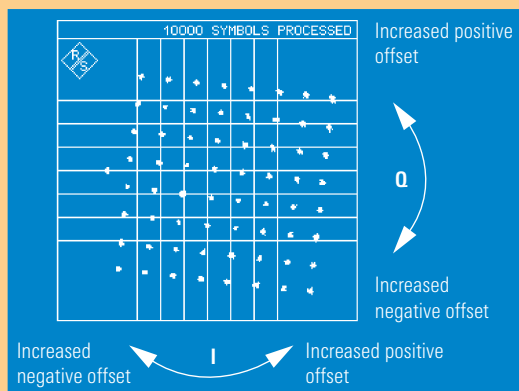 10000 SYMBOLS PROCESSED
R/S
Increased positive
offset
Q
Increased
negative offset
Increased
negative offset
I
Increased positive
offset